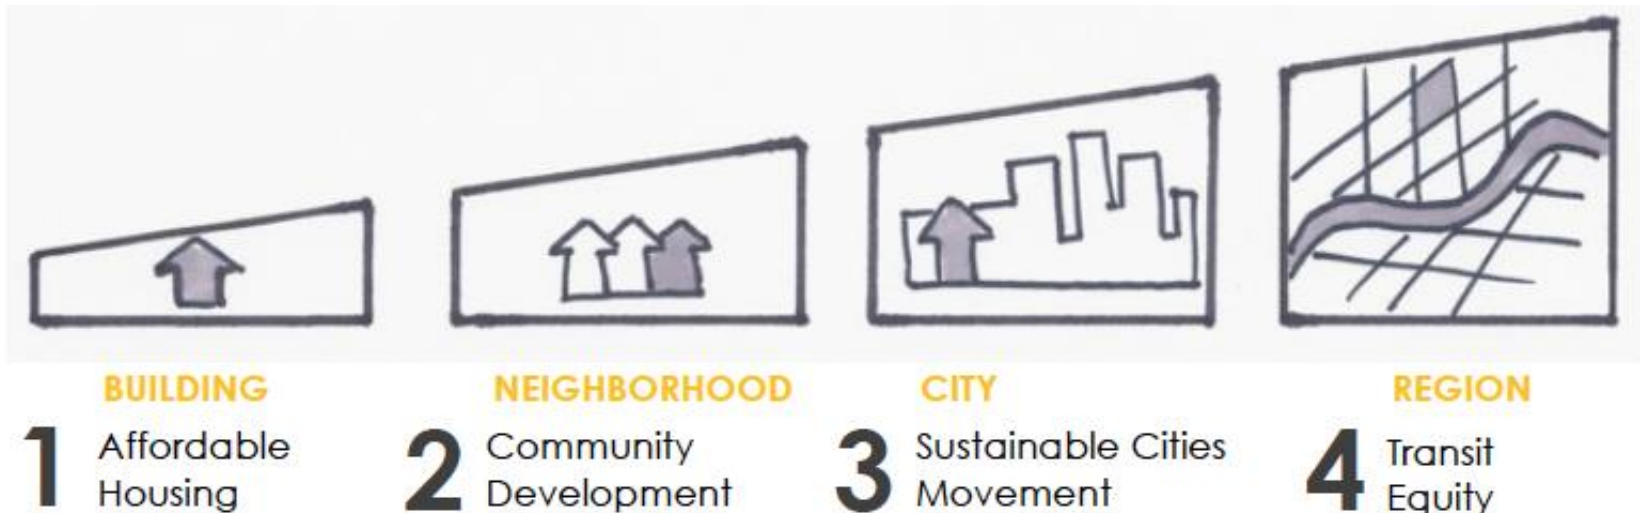 BUILDING
1 Affordable
Housing
NEIGHBORHOOD
2 Community
Development
CITY
3 Sustainable Cities
Movement
REGION
4 Transit
Equity